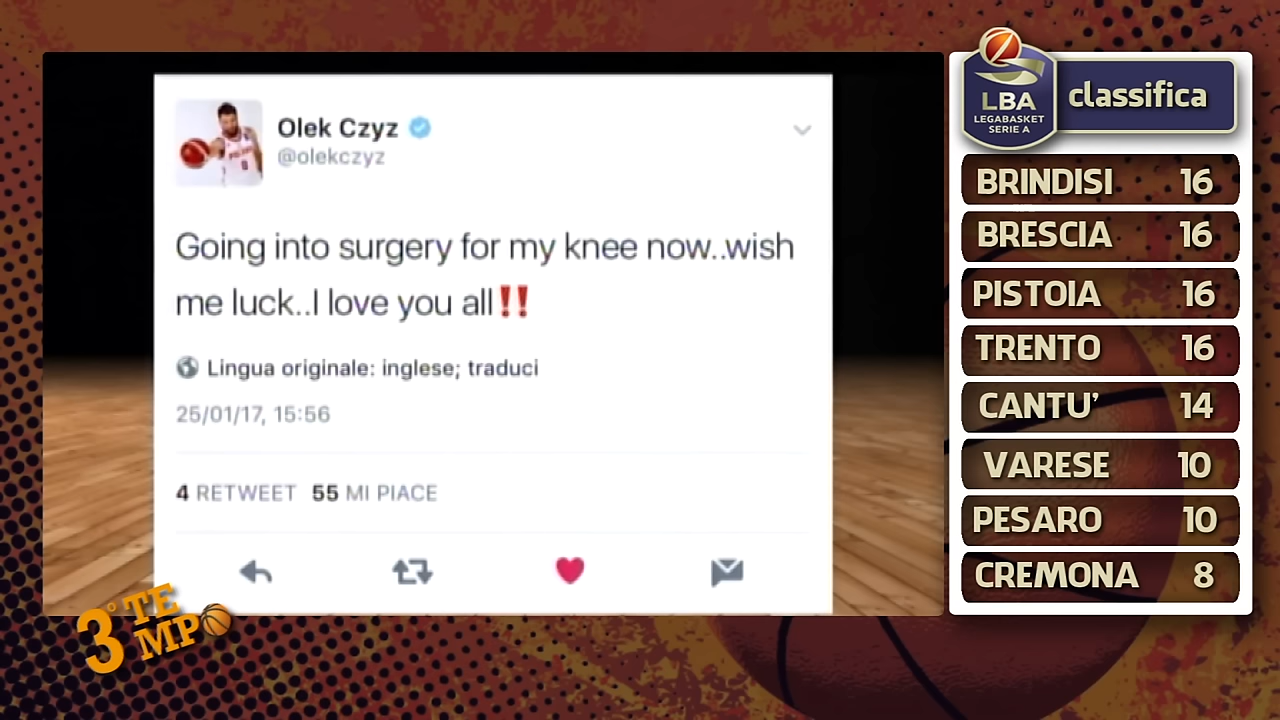 Olek Czyz
@olekczyz
Going into surgery for my knee now..wish
me luck..I love you all‼️
Lingua originale: inglese; traduci
25/01/17, 15:56
4 RETWEET 55 MI PIACE
3° TE
MPO
LBA
LEGABASKET
SERIE A
classifica
BRINDISI 16
BRESCIA 16
PISTOIA 16
TRENTO 16
CANTU' 14
VARESE 10
PESARO 10
CREMONA 8